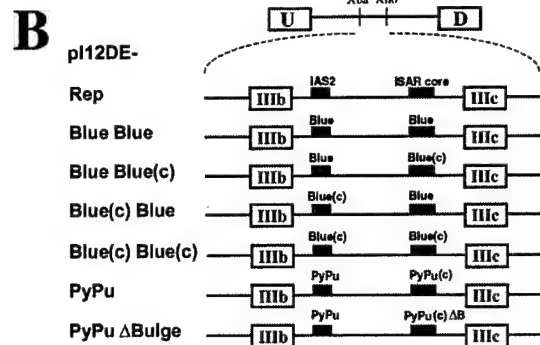 B
U D
pI12DE-
IAS2 ISAR core
Rep IIIb IIIc
Blue Blue
Blue Blue IIIb IIIc
Blue Blue(c)
Blue Blue(c) IIIb IIIc
Blue(c) Blue
Blue(c) Blue IIIb IIIc
Blue(c) Blue(c)
Blue(c) Blue(c) IIIb IIIc
PyPu PyPu(c)
PyPu IIIb IIIc
PyPu PyPu(c) ΔB
PyPu ΔBulge IIIb IIIc